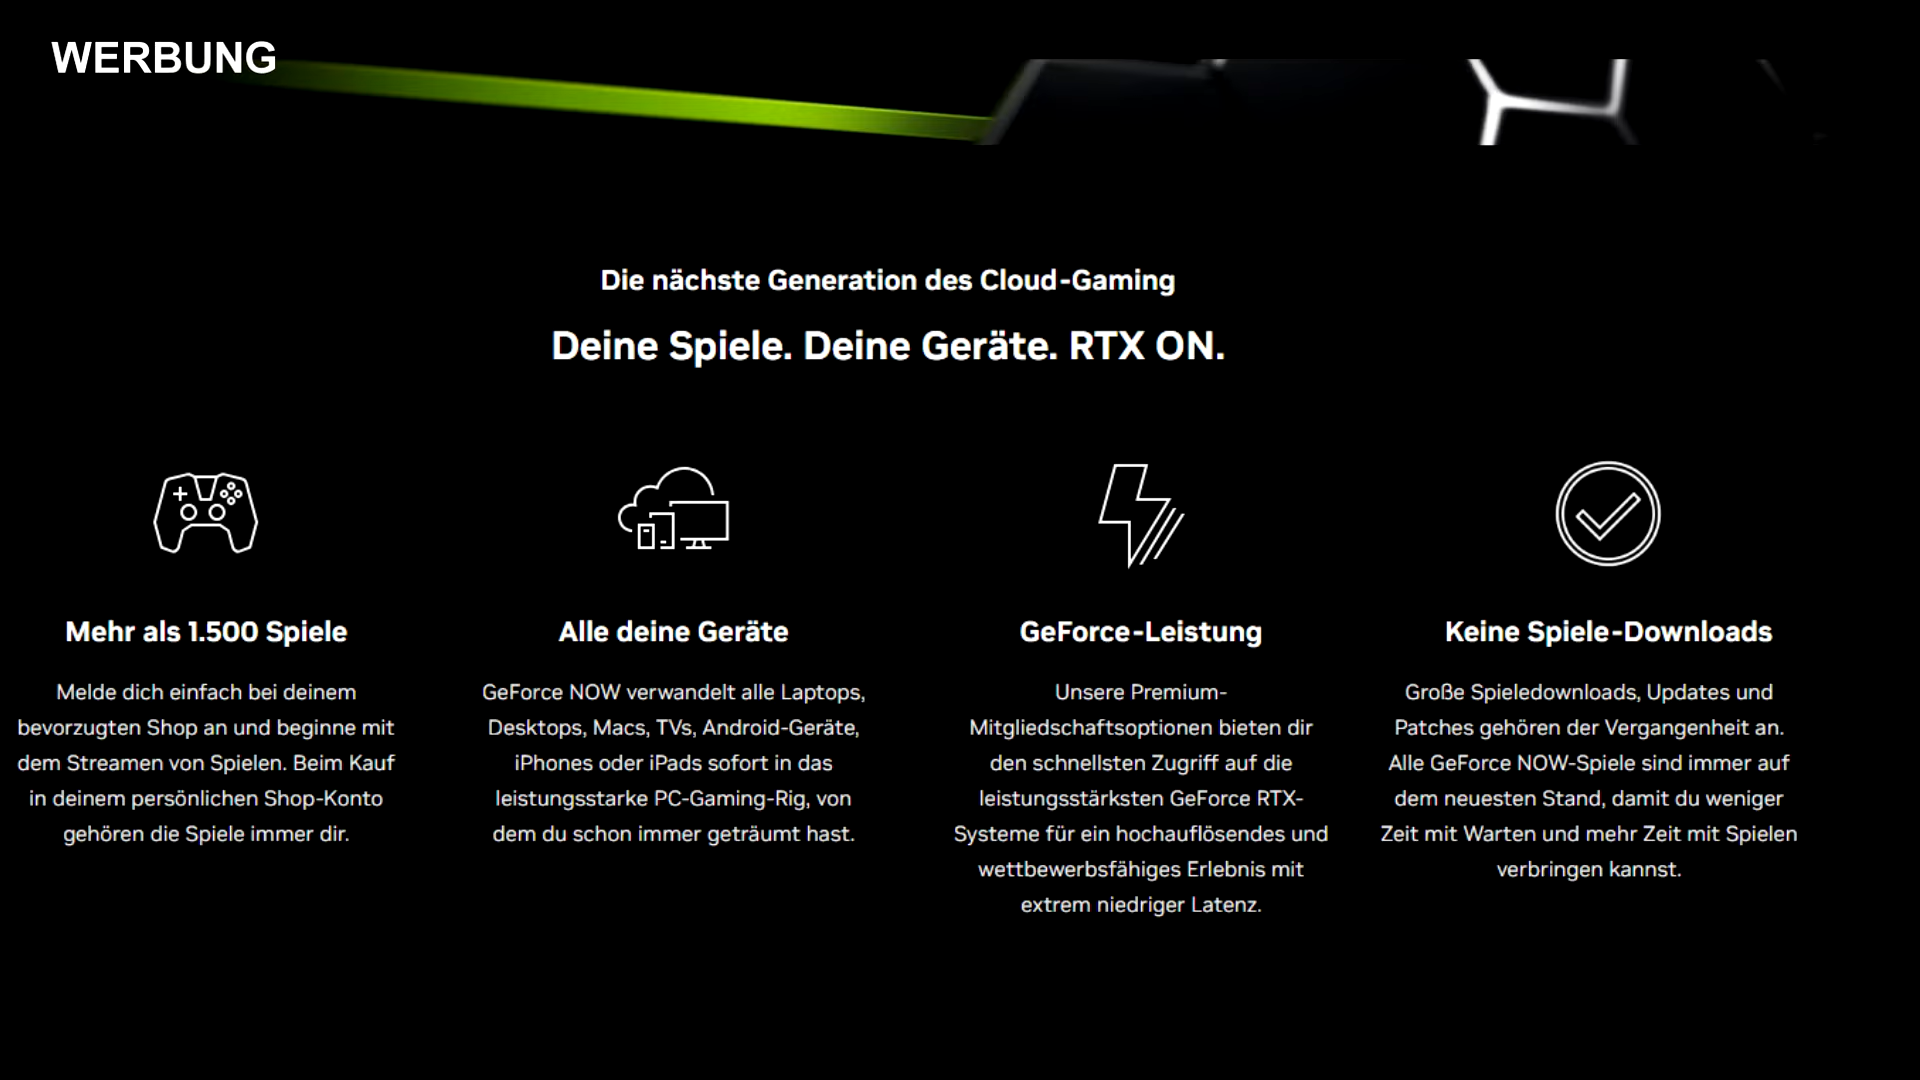 WERBUNG
Die nächste Generation des Cloud-Gaming
Deine Spiele. Deine Geräte. RTX ON.
Mehr als 1.500 Spiele
Melde dich einfach bei deinem
bevorzugten Shop an und beginne mit
dem Streamen von Spielen. Beim Kauf
in deinem persönlichen Shop-Konto
gehören die Spiele immer dir.
Alle deine Geräte
GeForce NOW verwandelt alle Laptops,
Desktops, Macs, TVs, Android-Geräte,
iPhones oder iPads sofort in das
leistungsstarke PC-Gaming-Rig, von
dem du schon immer geträumt hast.
GeForce-Leistung
Unsere Premium-
Mitgliedschaftsoptionen bieten dir
den schnellsten Zugriff auf die
leistungsstärksten GeForce RTX-
Systeme für ein hochauflösendes und
wettbewerbsfähiges Erlebnis mit
extrem niedriger Latenz.
Keine Spiele-Downloads
Große Spieledownloads, Updates und
Patches gehören der Vergangenheit an.
Alle GeForce NOW-Spiele sind immer auf
dem neuesten Stand, damit du weniger
Zeit mit Warten und mehr Zeit mit Spielen
verbringen kannst.